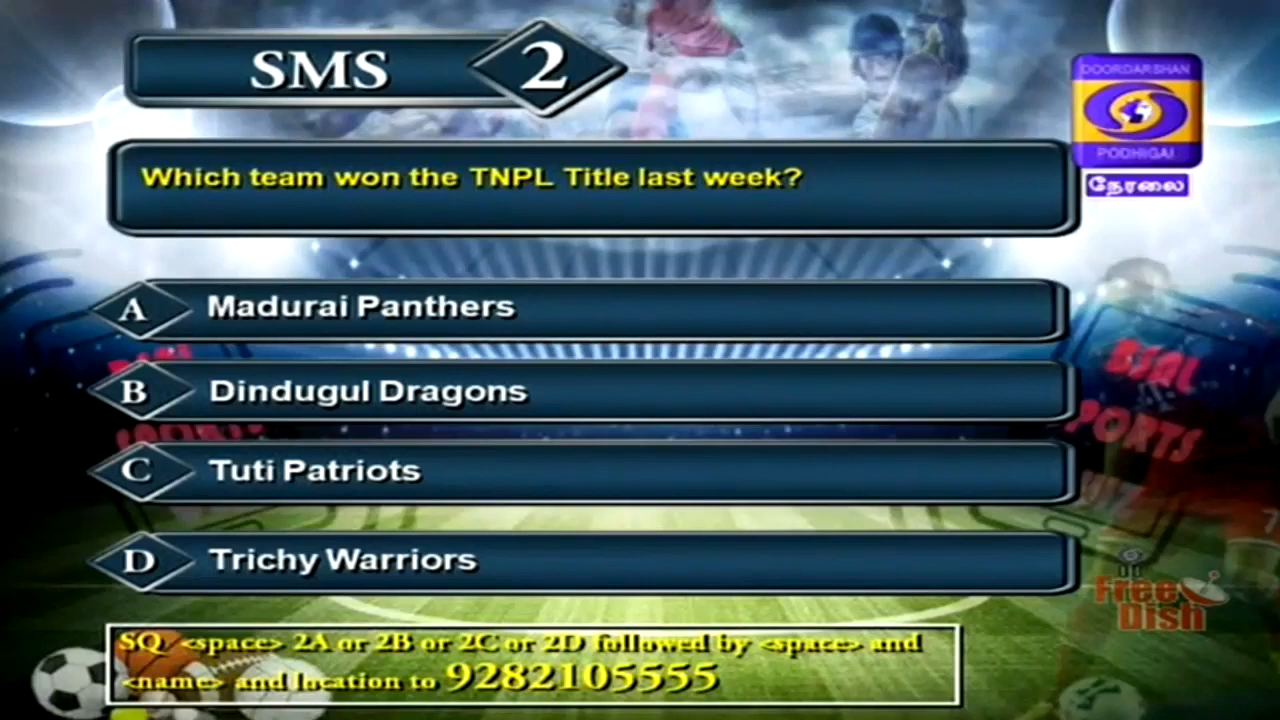 SMS 2
DOORDARSHAN
PODHIGAI
நேரலை
Which team won the TNPL Title last week?
A Madurai Panthers
B Dindugul Dragons
C Tuti Patriots
D Trichy Warriors
SPORTS
DD
Free
Dish
SQ <space> 2A or 2B or 2C or 2D followed by <space> and
<name> and location to 9282105555